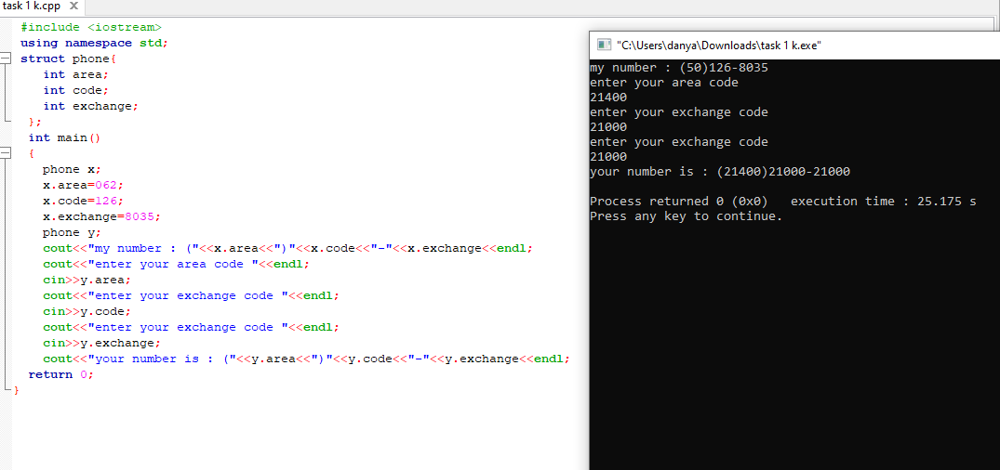 task 1 k.cpp X
#include <iostream>
using namespace std;
struct phone{
int area;
int code;
int exchange;
};
int main()
{
phone x;
x.area=062;
x.code=126;
x.exchange=8035;
phone y;
cout<<"my number : ("<<x.area<<")"<<x.code<<"-"<<x.exchange<<endl;
cout<<"enter your area code "<<endl;
cin>>y.area;
cout<<"enter your exchange code "<<endl;
cin>>y.code;
cout<<"enter your exchange code "<<endl;
cin>>y.exchange;
cout<<"your number is : ("<<y.area<<")"<<y.code<<"-"<<y.exchange<<endl;
return 0;
}
"C:\Users\danya\Downloads\task 1 k.exe"
my number : (50)126-8035
enter your area code
21400
enter your exchange code
21000
enter your exchange code
21000
your number is : (21400)21000-21000
Process returned 0 (0x0)   execution time : 25.175 s
Press any key to continue.